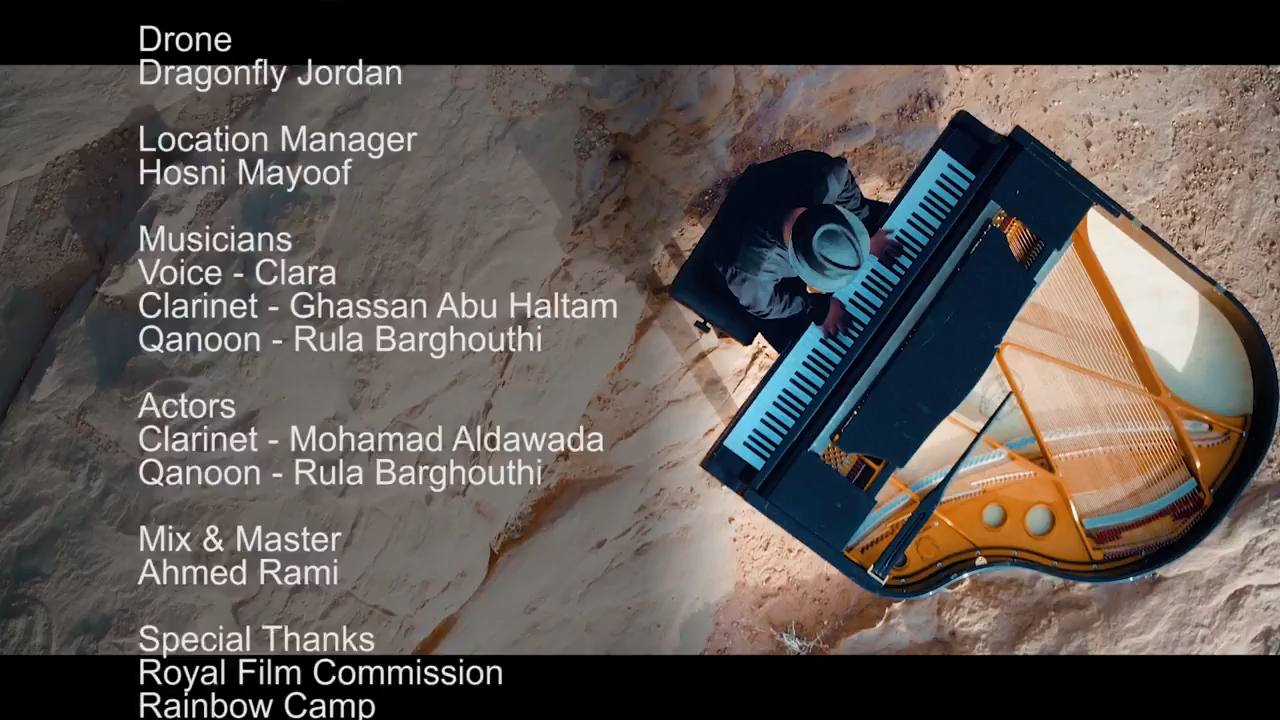 Drone
Dragonfly Jordan
Location Manager
Hosni Mayoof
Musicians
Voice - Clara
Clarinet - Ghassan Abu Haltam
Qanoon - Rula Barghouthi
Actors
Clarinet - Mohamad Aldawada
Qanoon - Rula Barghouthi
Mix & Master
Ahmed Rami
Special Thanks
Royal Film Commission
Rainbow Camp